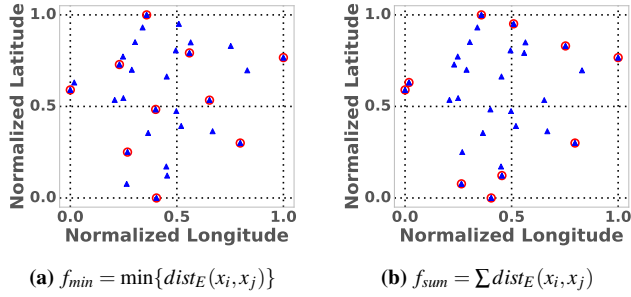 1.0
0.5
0.0
Normalized Latitude
0.0
0.5
1.0
Normalized Longitude
(a) f_min = min{dist_E(x_i, x_j)}
1.0
0.5
0.0
Normalized Latitude
0.0
0.5
1.0
Normalized Longitude
(b) f_sum = ∑ dist_E(x_i, x_j)